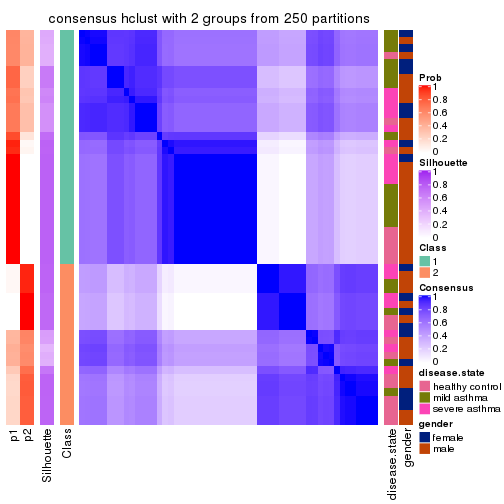 consensus hclust with 2 groups from 250 partitions
Prob
1
0.8
0.6
0.4
0.2
0
Silhouette
1
0.8
0.6
0.4
0.2
0
Class
1
2
Consensus
1
0.8
0.6
0.4
0.2
0
disease.state
healthy control
mild asthma
severe asthma
gender
female
male
p1
p2
Silhouette
Class
disease.state
gender